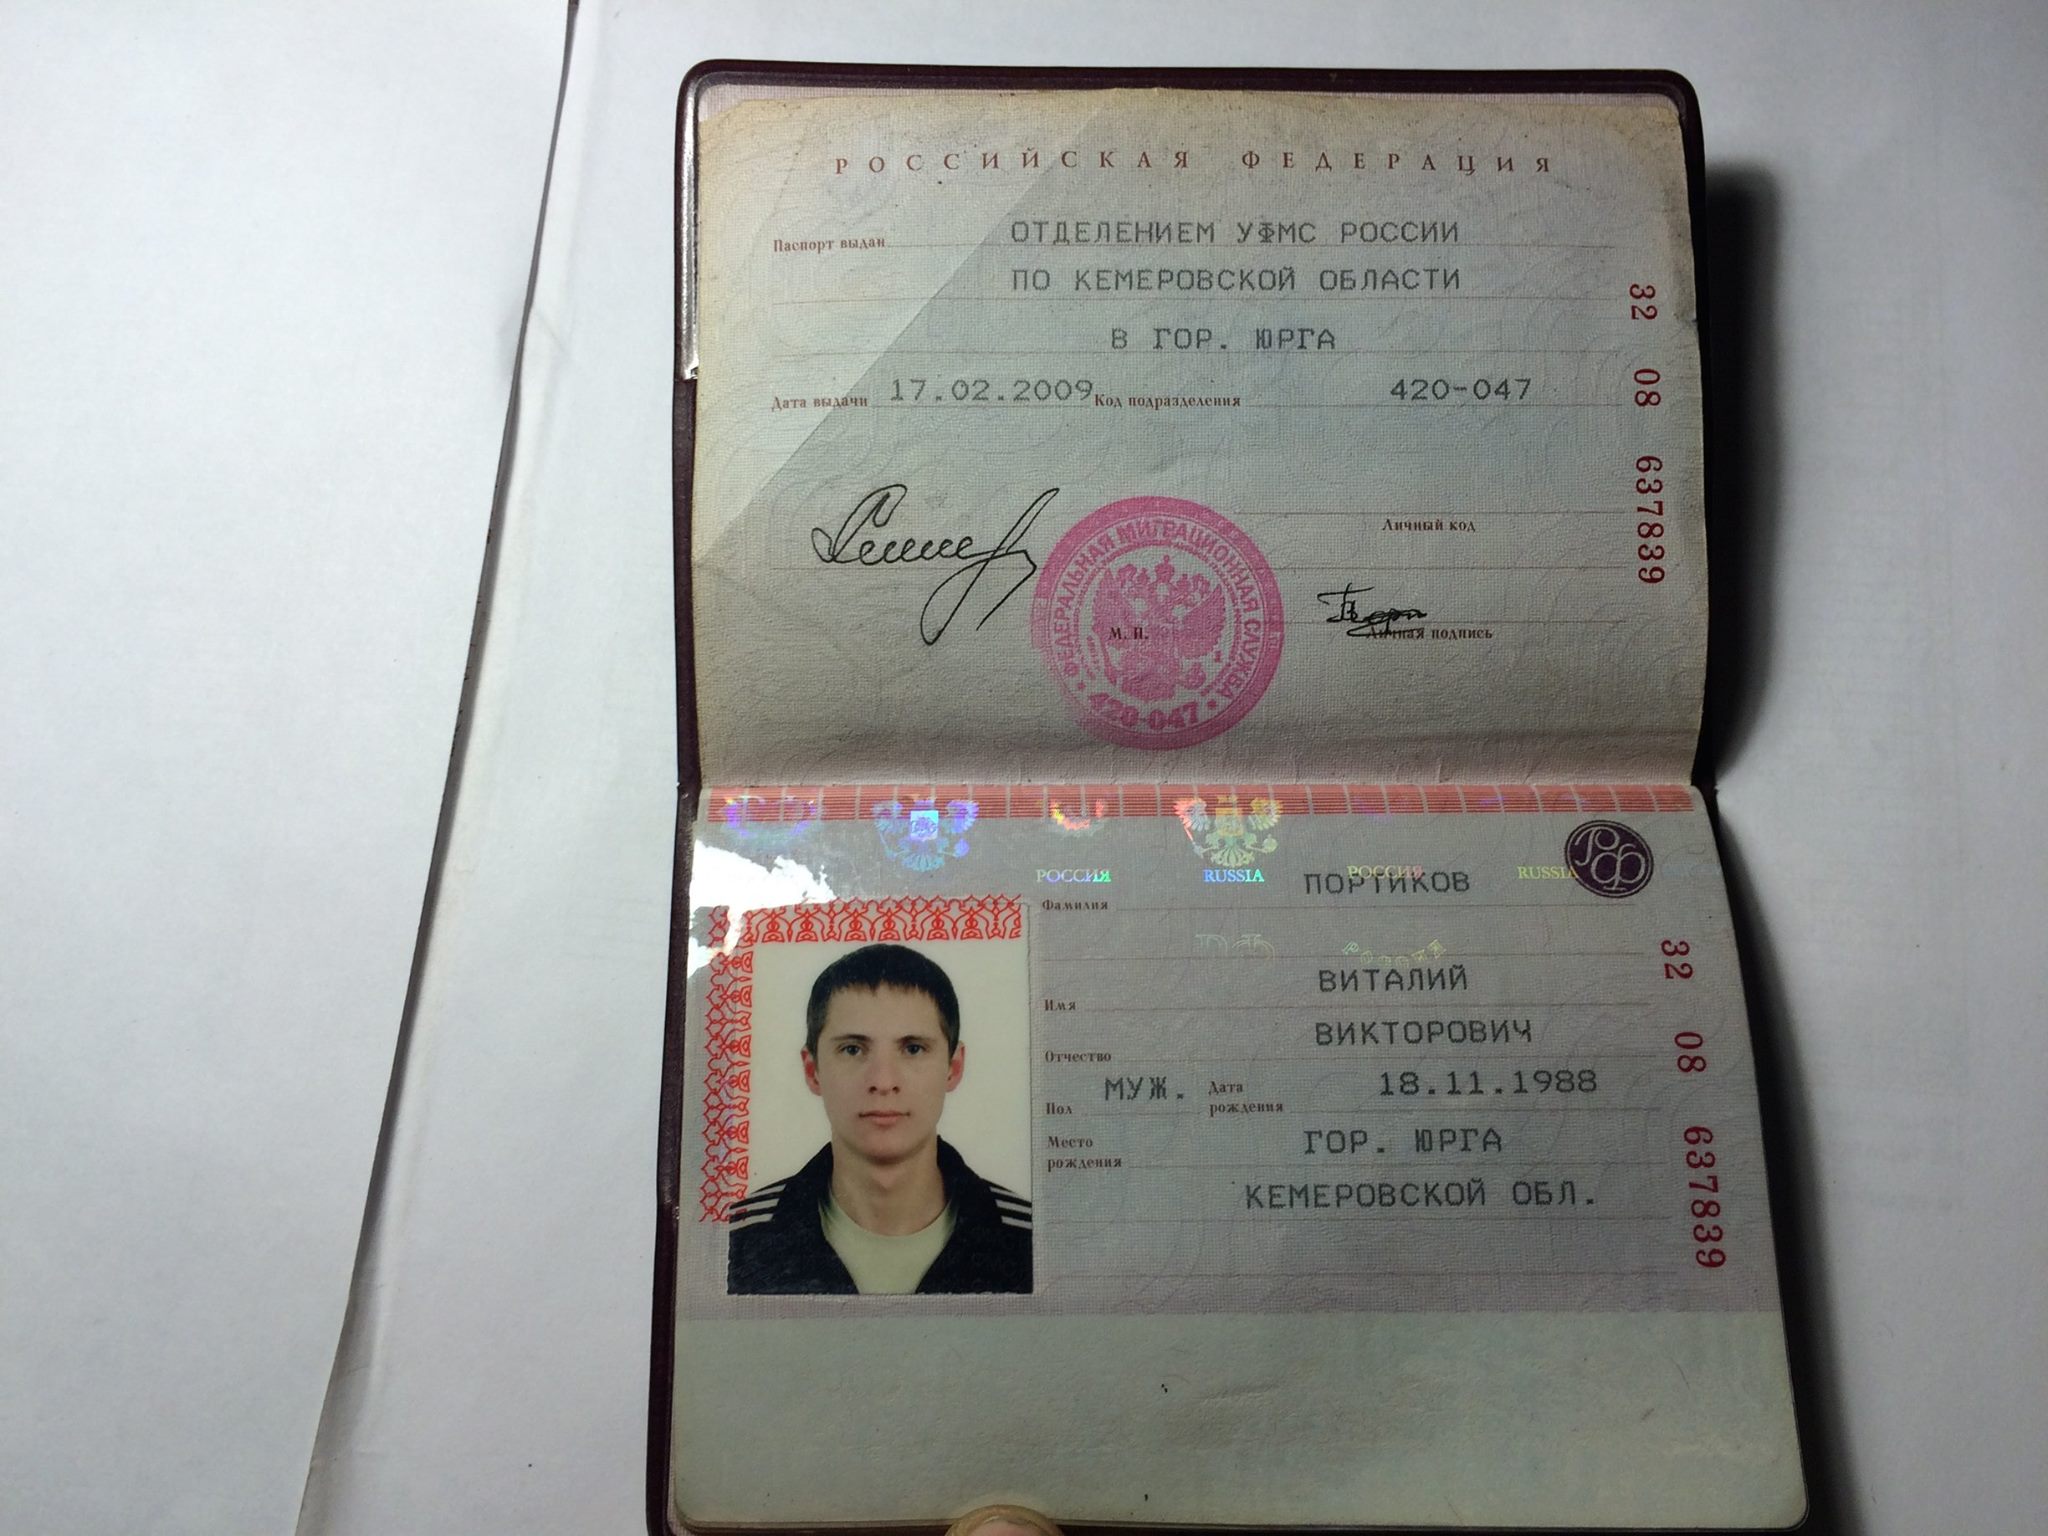 РОССИЙСКАЯ ФЕДЕРАЦИЯ
Паспорт выдан ОТДЕЛЕНИЕМ УФМС РОССИИ
ПО КЕМЕРОВСКОЙ ОБЛАСТИ
В ГОР. ЮРГА
Дата выдачи 17.02.2009 Код подразделения 420-047
32 08 637839
Личный код
ФЕДЕРАЛЬНАЯ МИГРАЦИОННАЯ СЛУЖБА
420-047
М. П.
Личная подпись
РОССИЯ RUSSIA РОССИЯ RUSSIA
РФ
ПОРТИКОВ
Фамилия
РФ РОССИЯ
ВИТАЛИЙ
Имя
ВИКТОРОВИЧ
Отчество
Пол МУЖ. Дата рождения 18.11.1988
Место рождения ГОР. ЮРГА
КЕМЕРОВСКОЙ ОБЛ.
32 08 637839